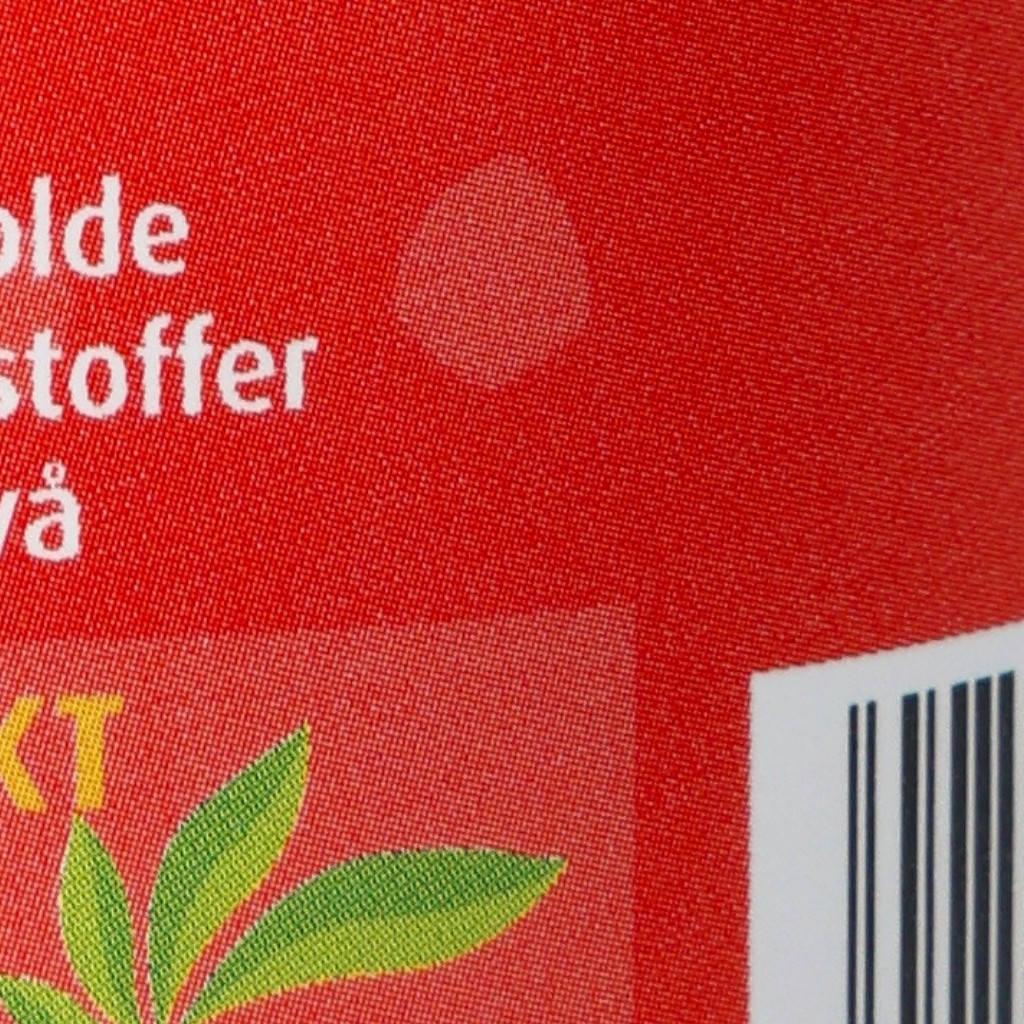 olde
stoffer
vå
KT